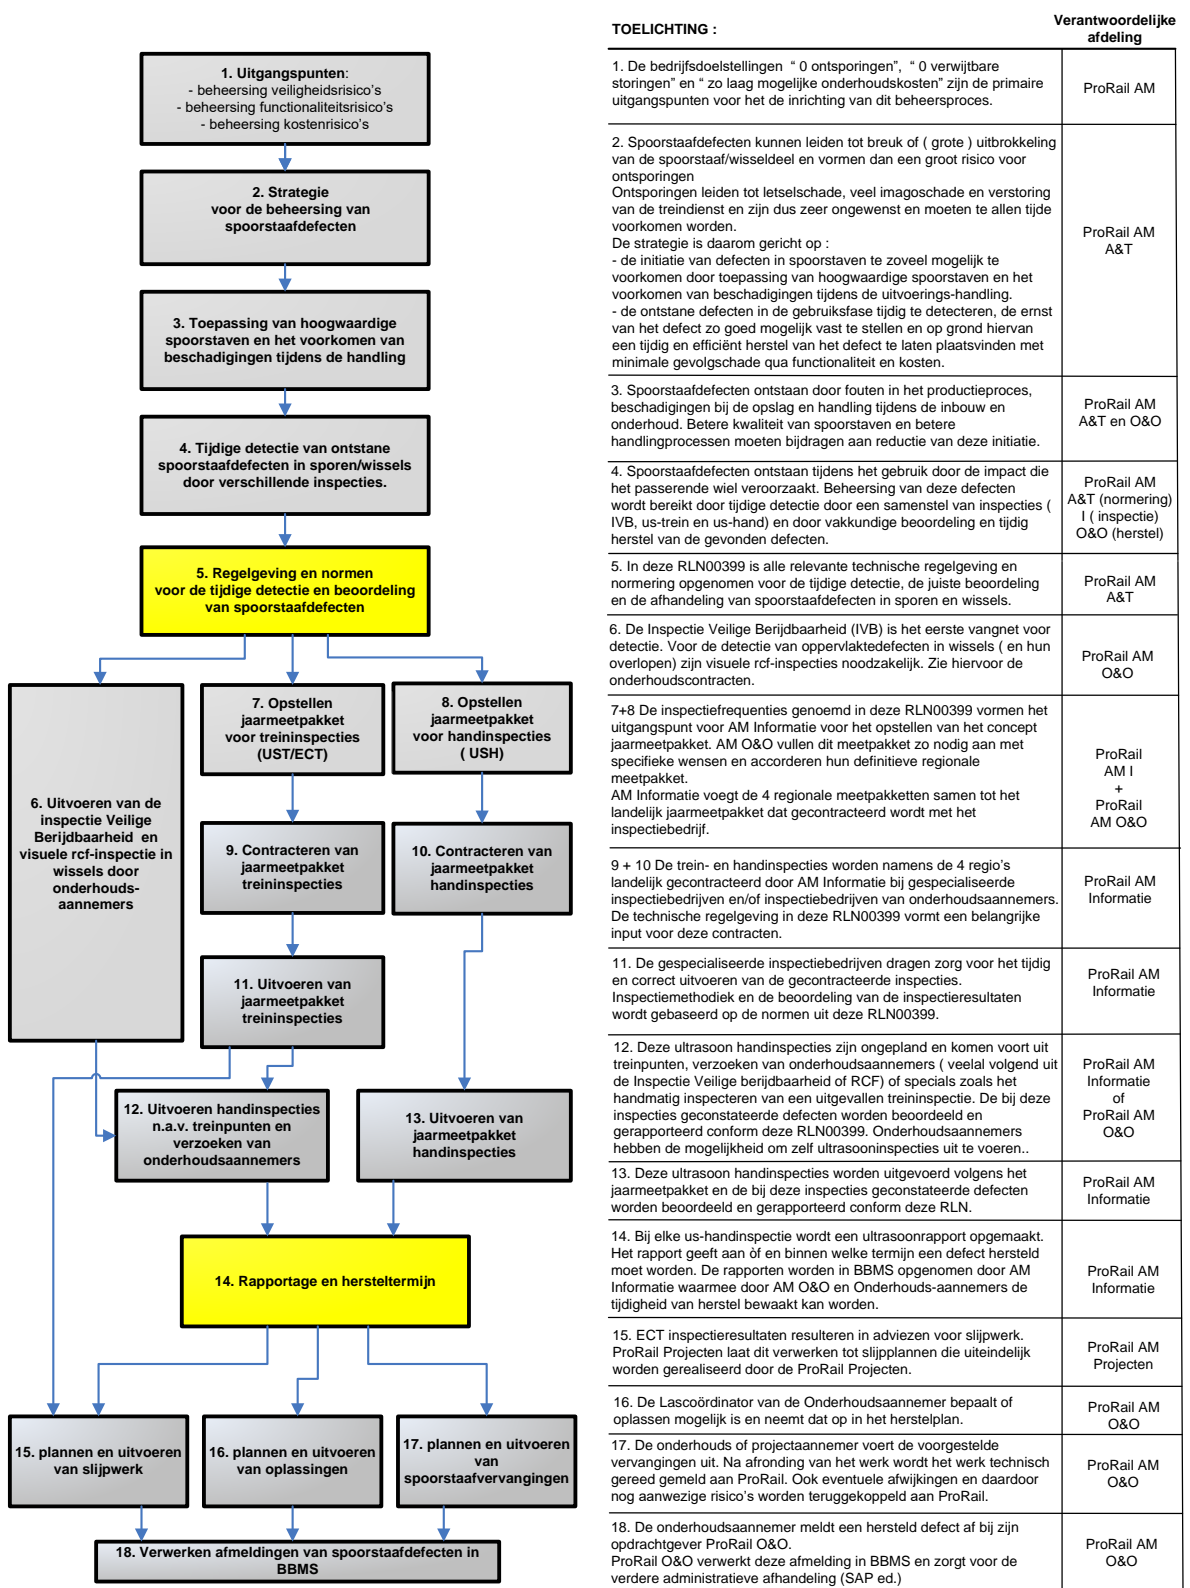 1. Uitgangspunten:
- beheersing veiligheidsrisico's
- beheersing functionaliteitsrisico's
- beheersing kostenrisico's
2. Strategie
voor de beheersing van
spoorstaafdefecten
3. Toepassing van hoogwaardige
spoorstaven en het voorkomen van
beschadigingen tijdens de handling
4. Tijdige detectie van ontstane
spoorstaafdefecten in sporen/wissels
door verschillende inspecties.
5. Regelgeving en normen
voor de tijdige detectie en beoordeling
van spoorstaafdefecten
6. Uitvoeren van de
inspectie Veilige
Berijdbaarheid en
visuele rcf-inspectie in
wissels door
onderhouds-
aannemers
7. Opstellen
jaarmeetpakket
voor treininspecties
(UST/ECT)
8. Opstellen
jaarmeetpakket
voor handinspecties
( USH)
9. Contracteren van
jaarmeetpakket
treininspecties
10. Contracteren van
jaarmeetpakket
handinspecties
11. Uitvoeren van
jaarmeetpakket
treininspecties
12. Uitvoeren handinspecties
n.a.v. treinpunten en
verzoeken van
onderhoudsaannemers
13. Uitvoeren van
jaarmeetpakket
handinspecties
14. Rapportage en hersteltermijn
15. plannen en uitvoeren
van slijpwerk
16. plannen en uitvoeren
van oplassingen
17. plannen en uitvoeren
van
spoorstaafvervangingen
18. Verwerken afmeldingen van spoorstaafdefecten in
BBMS
TOELICHTING :
Verantwoordelijke
afdeling
1. De bedrijfsdoelstellingen “ 0 ontsporingen”, “ 0 verwijtbare
storingen” en “ zo laag mogelijke onderhoudskosten” zijn de primaire
uitgangspunten voor het de inrichting van dit beheersproces.
ProRail AM
2. Spoorstaafdefecten kunnen leiden tot breuk of ( grote ) uitbrokkeling
van de spoorstaaf/wisseldeel en vormen dan een groot risico voor
ontsporingen
Ontsporingen leiden tot letselschade, veel imagoschade en verstoring
van de treindienst en zijn dus zeer ongewenst en moeten te allen tijde
voorkomen worden.
De strategie is daarom gericht op :
- de initiatie van defecten in spoorstaven te zoveel mogelijk te
voorkomen door toepassing van hoogwaardige spoorstaven en het
voorkomen van beschadigingen tijdens de uitvoerings-handling.
- de ontstane defecten in de gebruiksfase tijdig te detecteren, de ernst
van het defect zo goed mogelijk vast te stellen en op grond hiervan
een tijdig en efficiënt herstel van het defect te laten plaatsvinden met
minimale gevolgschade qua functionaliteit en kosten.
ProRail AM
A&T
3. Spoorstaafdefecten ontstaan door fouten in het productieproces,
beschadigingen bij de opslag en handling tijdens de inbouw en
onderhoud. Betere kwaliteit van spoorstaven en betere
handlingprocessen moeten bijdragen aan reductie van deze initiatie.
ProRail AM
A&T en O&O
4. Spoorstaafdefecten ontstaan tijdens het gebruik door de impact die
het passerende wiel veroorzaakt. Beheersing van deze defecten
wordt bereikt door tijdige detectie door een samenstel van inspecties (
IVB, us-trein en us-hand) en door vakkundige beoordeling en tijdig
herstel van de gevonden defecten.
ProRail AM
A&T (normering)
I ( inspectie)
O&O (herstel)
5. In deze RLN00399 is alle relevante technische regelgeving en
normering opgenomen voor de tijdige detectie, de juiste beoordeling
en de afhandeling van spoorstaafdefecten in sporen en wissels.
ProRail AM
A&T
6. De Inspectie Veilige Berijdbaarheid (IVB) is het eerste vangnet voor
detectie. Voor de detectie van oppervlaktedefecten in wissels ( en hun
overlopen) zijn visuele rcf-inspecties noodzakelijk. Zie hiervoor de
onderhoudscontracten.
ProRail AM
O&O
7+8 De inspectiefrequenties genoemd in deze RLN00399 vormen het
uitgangspunt voor AM Informatie voor het opstellen van het concept
jaarmeetpakket. AM O&O vullen dit meetpakket zo nodig aan met
specifieke wensen en accorderen hun definitieve regionale
meetpakket.
AM Informatie voegt de 4 regionale meetpakketten samen tot het
landelijk jaarmeetpakket dat gecontracteerd wordt met het
inspectiebedrijf.
ProRail
AM I
+
ProRail
AM O&O
9 + 10 De trein- en handinspecties worden namens de 4 regio's
landelijk gecontracteerd door AM Informatie bij gespecialiseerde
inspectiebedrijven en/of inspectiebedrijven van onderhoudsaannemers.
De technische regelgeving in deze RLN00399 vormt een belangrijke
input voor deze contracten.
ProRail AM
Informatie
11. De gespecialiseerde inspectiebedrijven dragen zorg voor het tijdig
en correct uitvoeren van de gecontracteerde inspecties.
Inspectiemethodiek en de beoordeling van de inspectieresultaten
wordt gebaseerd op de normen uit deze RLN00399.
ProRail AM
Informatie
12. Deze ultrasoon handinspecties zijn ongepland en komen voort uit
treinpunten, verzoeken van onderhoudsaannemers ( veelal volgend uit
de Inspectie Veilige berijdbaarheid of RCF) of specials zoals het
handmatig inspecteren van een uitgevallen treininspectie. De bij deze
inspecties geconstateerde defecten worden beoordeeld en
gerapporteerd conform deze RLN00399. Onderhoudsaannemers
hebben de mogelijkheid om zelf ultrasooninspecties uit te voeren..
ProRail AM
Informatie
of
ProRail AM
O&O
13. Deze ultrasoon handinspecties worden uitgevoerd volgens het
jaarmeetpakket en de bij deze inspecties geconstateerde defecten
worden beoordeeld en gerapporteerd conform deze RLN.
ProRail AM
Informatie
14. Bij elke us-handinspectie wordt een ultrasoonrapport opgemaakt.
Het rapport geeft aan òf en binnen welke termijn een defect hersteld
moet worden. De rapporten worden in BBMS opgenomen door AM
Informatie waarmee door AM O&O en Onderhouds-aannemers de
tijdigheid van herstel bewaakt kan worden.
ProRail AM
Informatie
15. ECT inspectieresultaten resulteren in adviezen voor slijpwerk.
ProRail Projecten laat dit verwerken tot slijpplannen die uiteindelijk
worden gerealiseerd door de ProRail Projecten.
ProRail AM
Projecten
16. De Lascoördinator van de Onderhoudsaannemer bepaalt of
oplassen mogelijk is en neemt dat op in het herstelplan.
ProRail AM
O&O
17. De onderhouds of projectaannemer voert de voorgestelde
vervangingen uit. Na afronding van het werk wordt het werk technisch
gereed gemeld aan ProRail. Ook eventuele afwijkingen en daardoor
nog aanwezige risico's worden teruggekoppeld aan ProRail.
ProRail AM
O&O
18. De onderhoudsaannemer meldt een hersteld defect af bij zijn
opdrachtgever ProRail O&O.
ProRail O&O verwerkt deze afmelding in BBMS en zorgt voor de
verdere administratieve afhandeling (SAP ed.)
ProRail AM
O&O